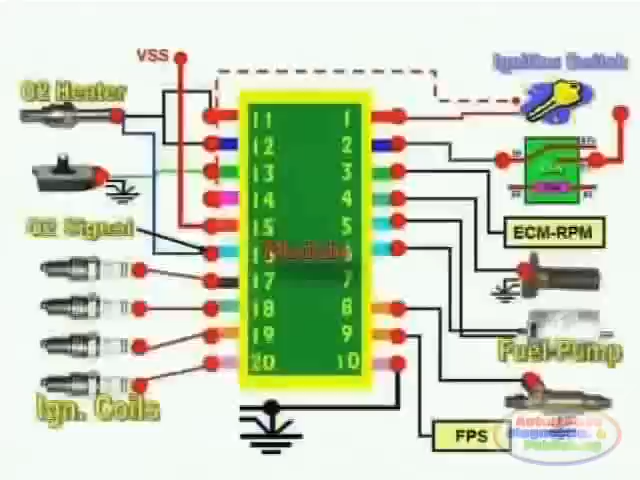 VSS
Ignition Switch
O2 Heater
11 1
12 2
13 3
14 4
15 5
16 6
17 7
18 8
19 9
20 10
ECM-RPM
O2 Signal
Fuel-Pump
Ign. Coils
FPS